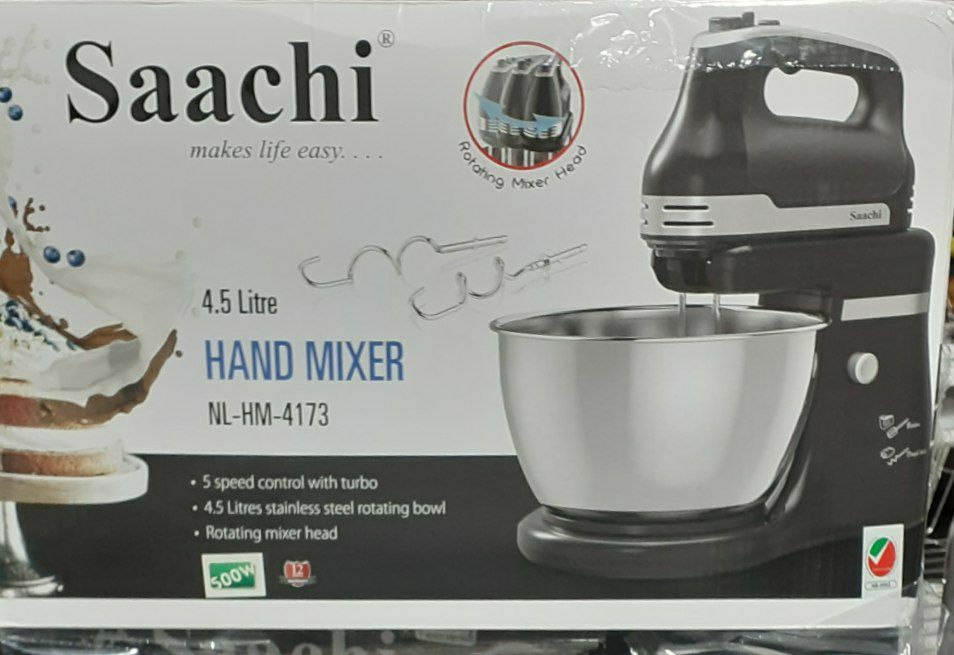 Saachi®
makes life easy....
Rotating Mixer Head
Saachi
4.5 Litre
HAND MIXER
NL-HM-4173
• 5 speed control with turbo
• 4.5 Litres stainless steel rotating bowl
• Rotating mixer head
500W
12
Saachi